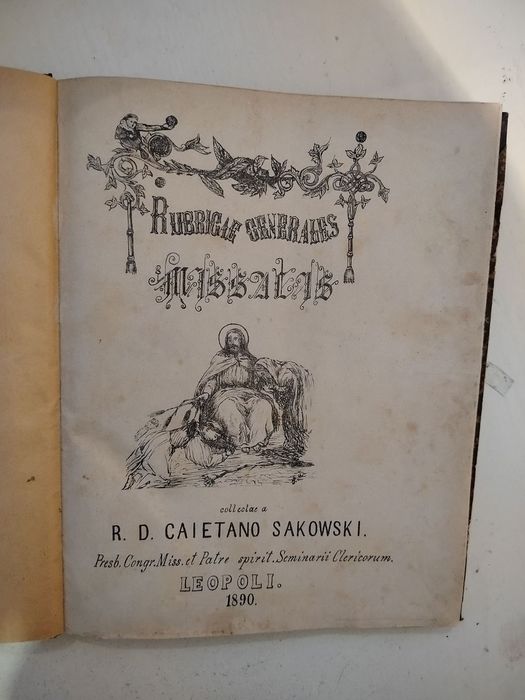 RUBRICAE GENERALES
MISSALIS
collectae a
R. D. CAIETANO SAKOWSKI.
Presb. Congr. Miss. et Patre spirit. Seminarii Clericorum.
LEOPOLI.
1890.